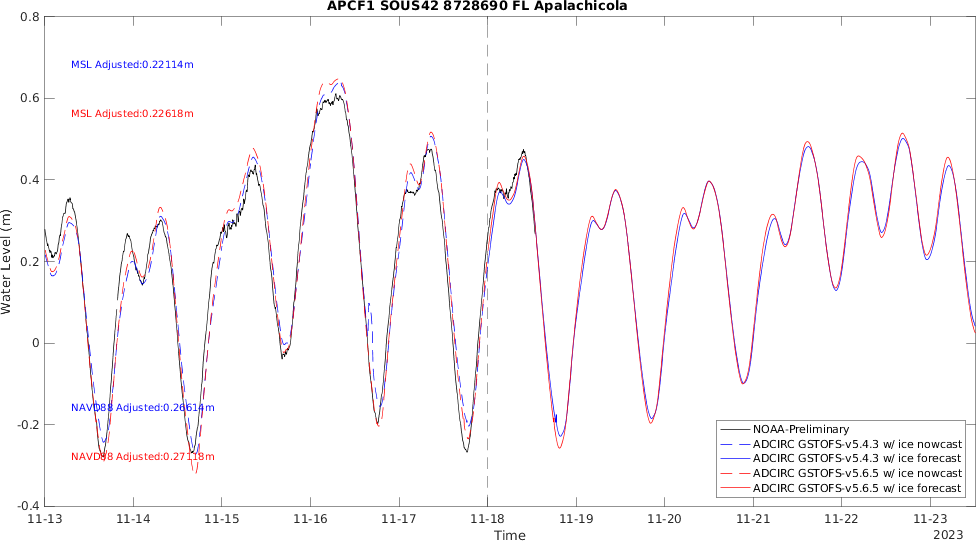 APCF1 SOUS42 8728690 FL Apalachicola
0.8
0.6
0.4
0.2
0
-0.2
-0.4
Water Level (m)
MSL Adjusted:0.22114m
MSL Adjusted:0.22618m
NAVD88 Adjusted:0.26614m
NAVD88 Adjusted:0.27118m
NOAA-Preliminary
ADCIRC GSTOFS-v5.4.3 w/ ice nowcast
ADCIRC GSTOFS-v5.4.3 w/ ice forecast
ADCIRC GSTOFS-v5.6.5 w/ ice nowcast
ADCIRC GSTOFS-v5.6.5 w/ ice forecast
11-13 11-14 11-15 11-16 11-17 11-18 11-19 11-20 11-21 11-22 11-23
Time
2023